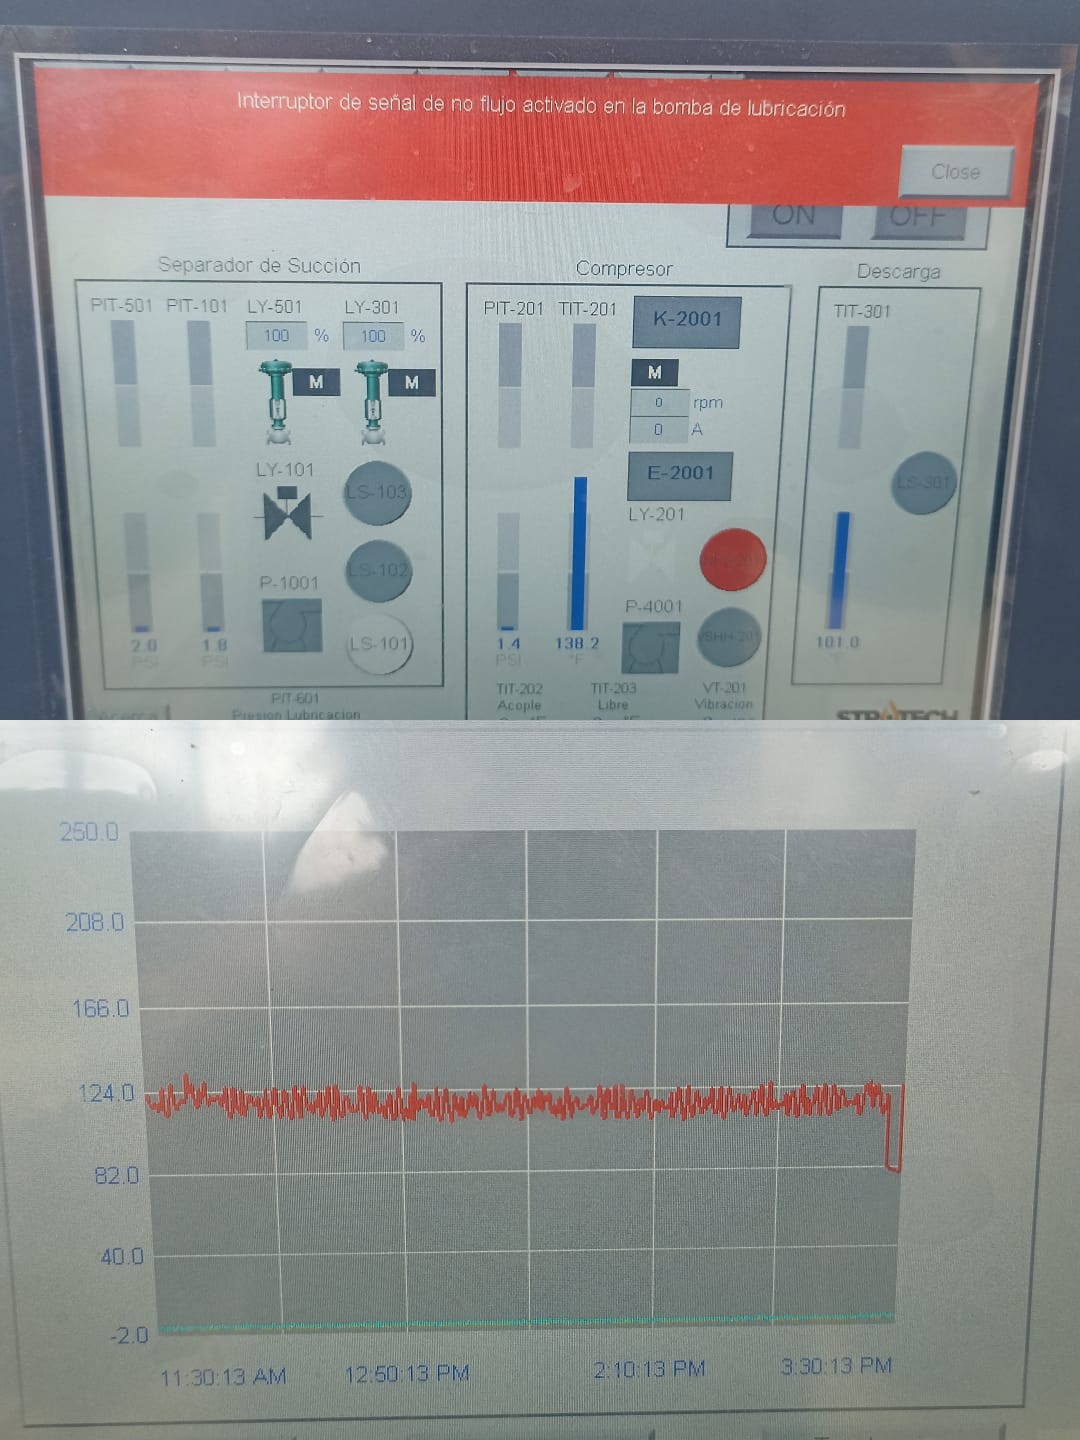 Interruptor de señal de no flujo activado en la bomba de lubricación
Close
ON OFF
Separador de Succión
Compresor
Descarga
PIT-501 PIT-101 LY-501 LY-301
100 % 100 %
M M
LY-101
LS-103
LS-102
P-1001
LS-101
2.0 1.8
PSI PSI
PIT-601
Presion Lubricacion
PIT-201 TIT-201
K-2001
M
0 rpm
0 A
E-2001
LY-201
P-4001
VSHH-201
1.4 138.2
PSI °F
TIT-202 TIT-203 VT-201
Acople Libre Vibracion
TIT-301
LS-301
101.0
STRATECH
250.0
208.0
166.0
124.0
82.0
40.0
-2.0
11:30:13 AM 12:50:13 PM 2:10:13 PM 3:30:13 PM